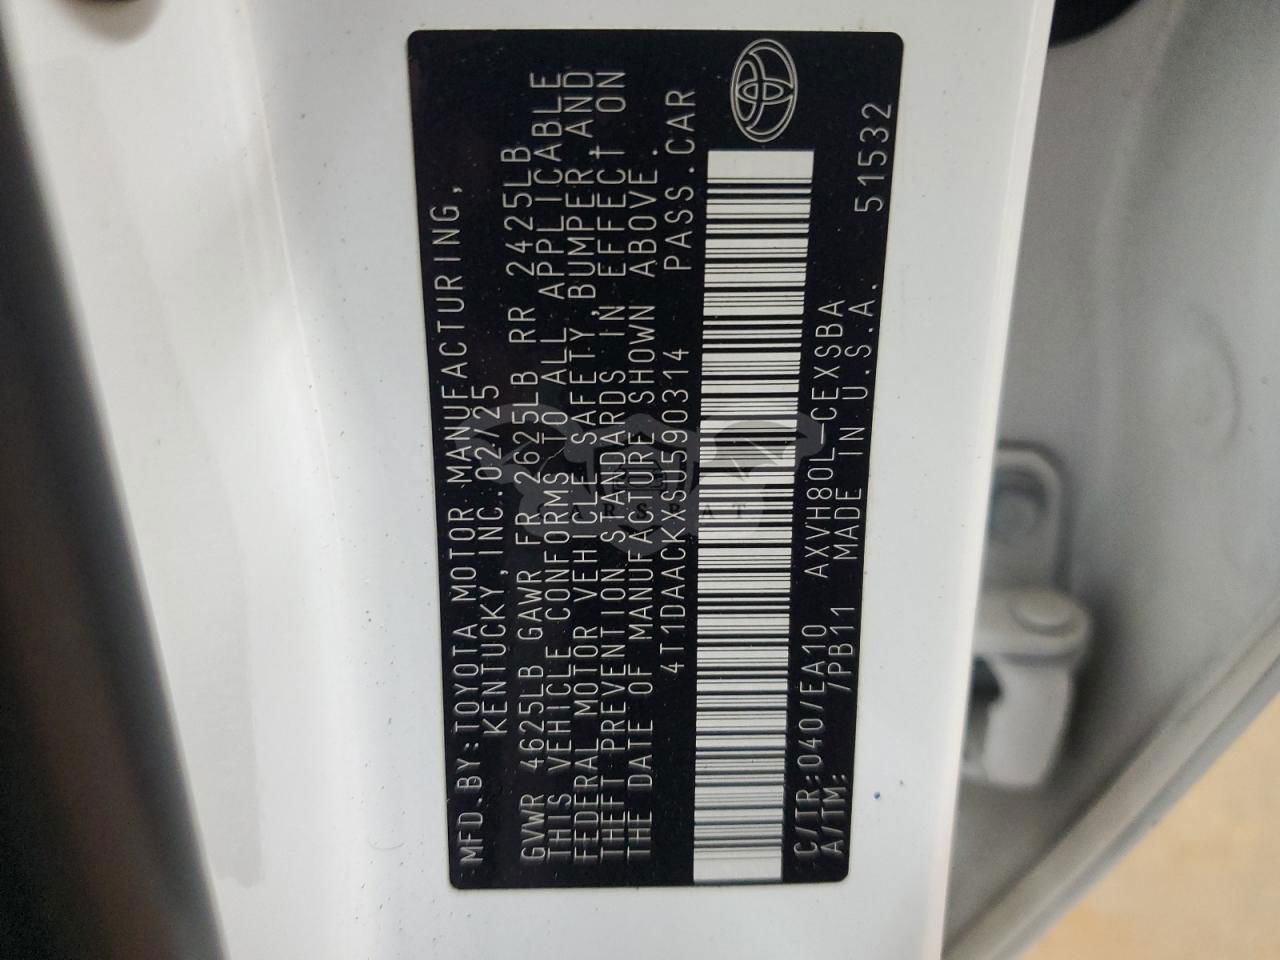 MFD.BY:TOYOTA MOTOR MANUFACTURING,
KENTUCKY,INC.02/25
GVWR 4625LB GAWR FR 2625LB RR 2425LB
THIS VEHICLE CONFORMS TO ALL APPLICABLE
FEDERAL MOTOR VEHICLE SAFETY,BUMPER,AND
THEFT PREVENTION STANDARDS IN EFFECT ON
THE DATE OF MANUFACTURE SHOWN ABOVE.
4T1DAACKXSU590314 PASS.CAR
C/TR:040/EA10 AXVH80L_CEXSBA
A/TM: /PB11 MADE IN U.S.A. 51532
CARSPAT